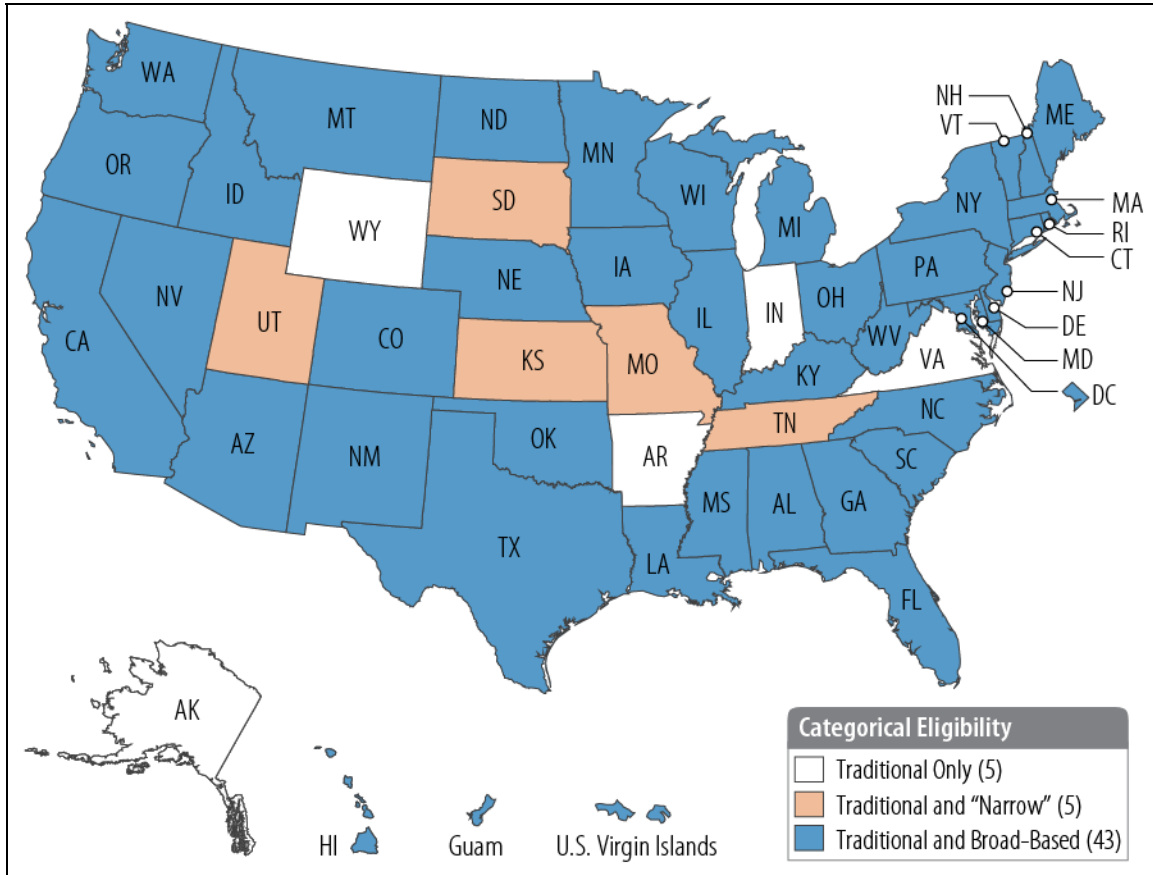 WA
MT
ND
MN
NH
VT
ME
OR
ID
SD
WI
MI
NY
MA
RI
CT
WY
NE
IA
PA
NJ
NV
UT
CO
IL
IN
OH
DE
CA
KS
MO
WV
VA
MD
KY
DC
AZ
NM
OK
AR
TN
NC
SC
MS
AL
GA
TX
LA
FL
AK
HI
Guam
U.S. Virgin Islands
Categorical Eligibility
Traditional Only (5)
Traditional and “Narrow” (5)
Traditional and Broad-Based (43)